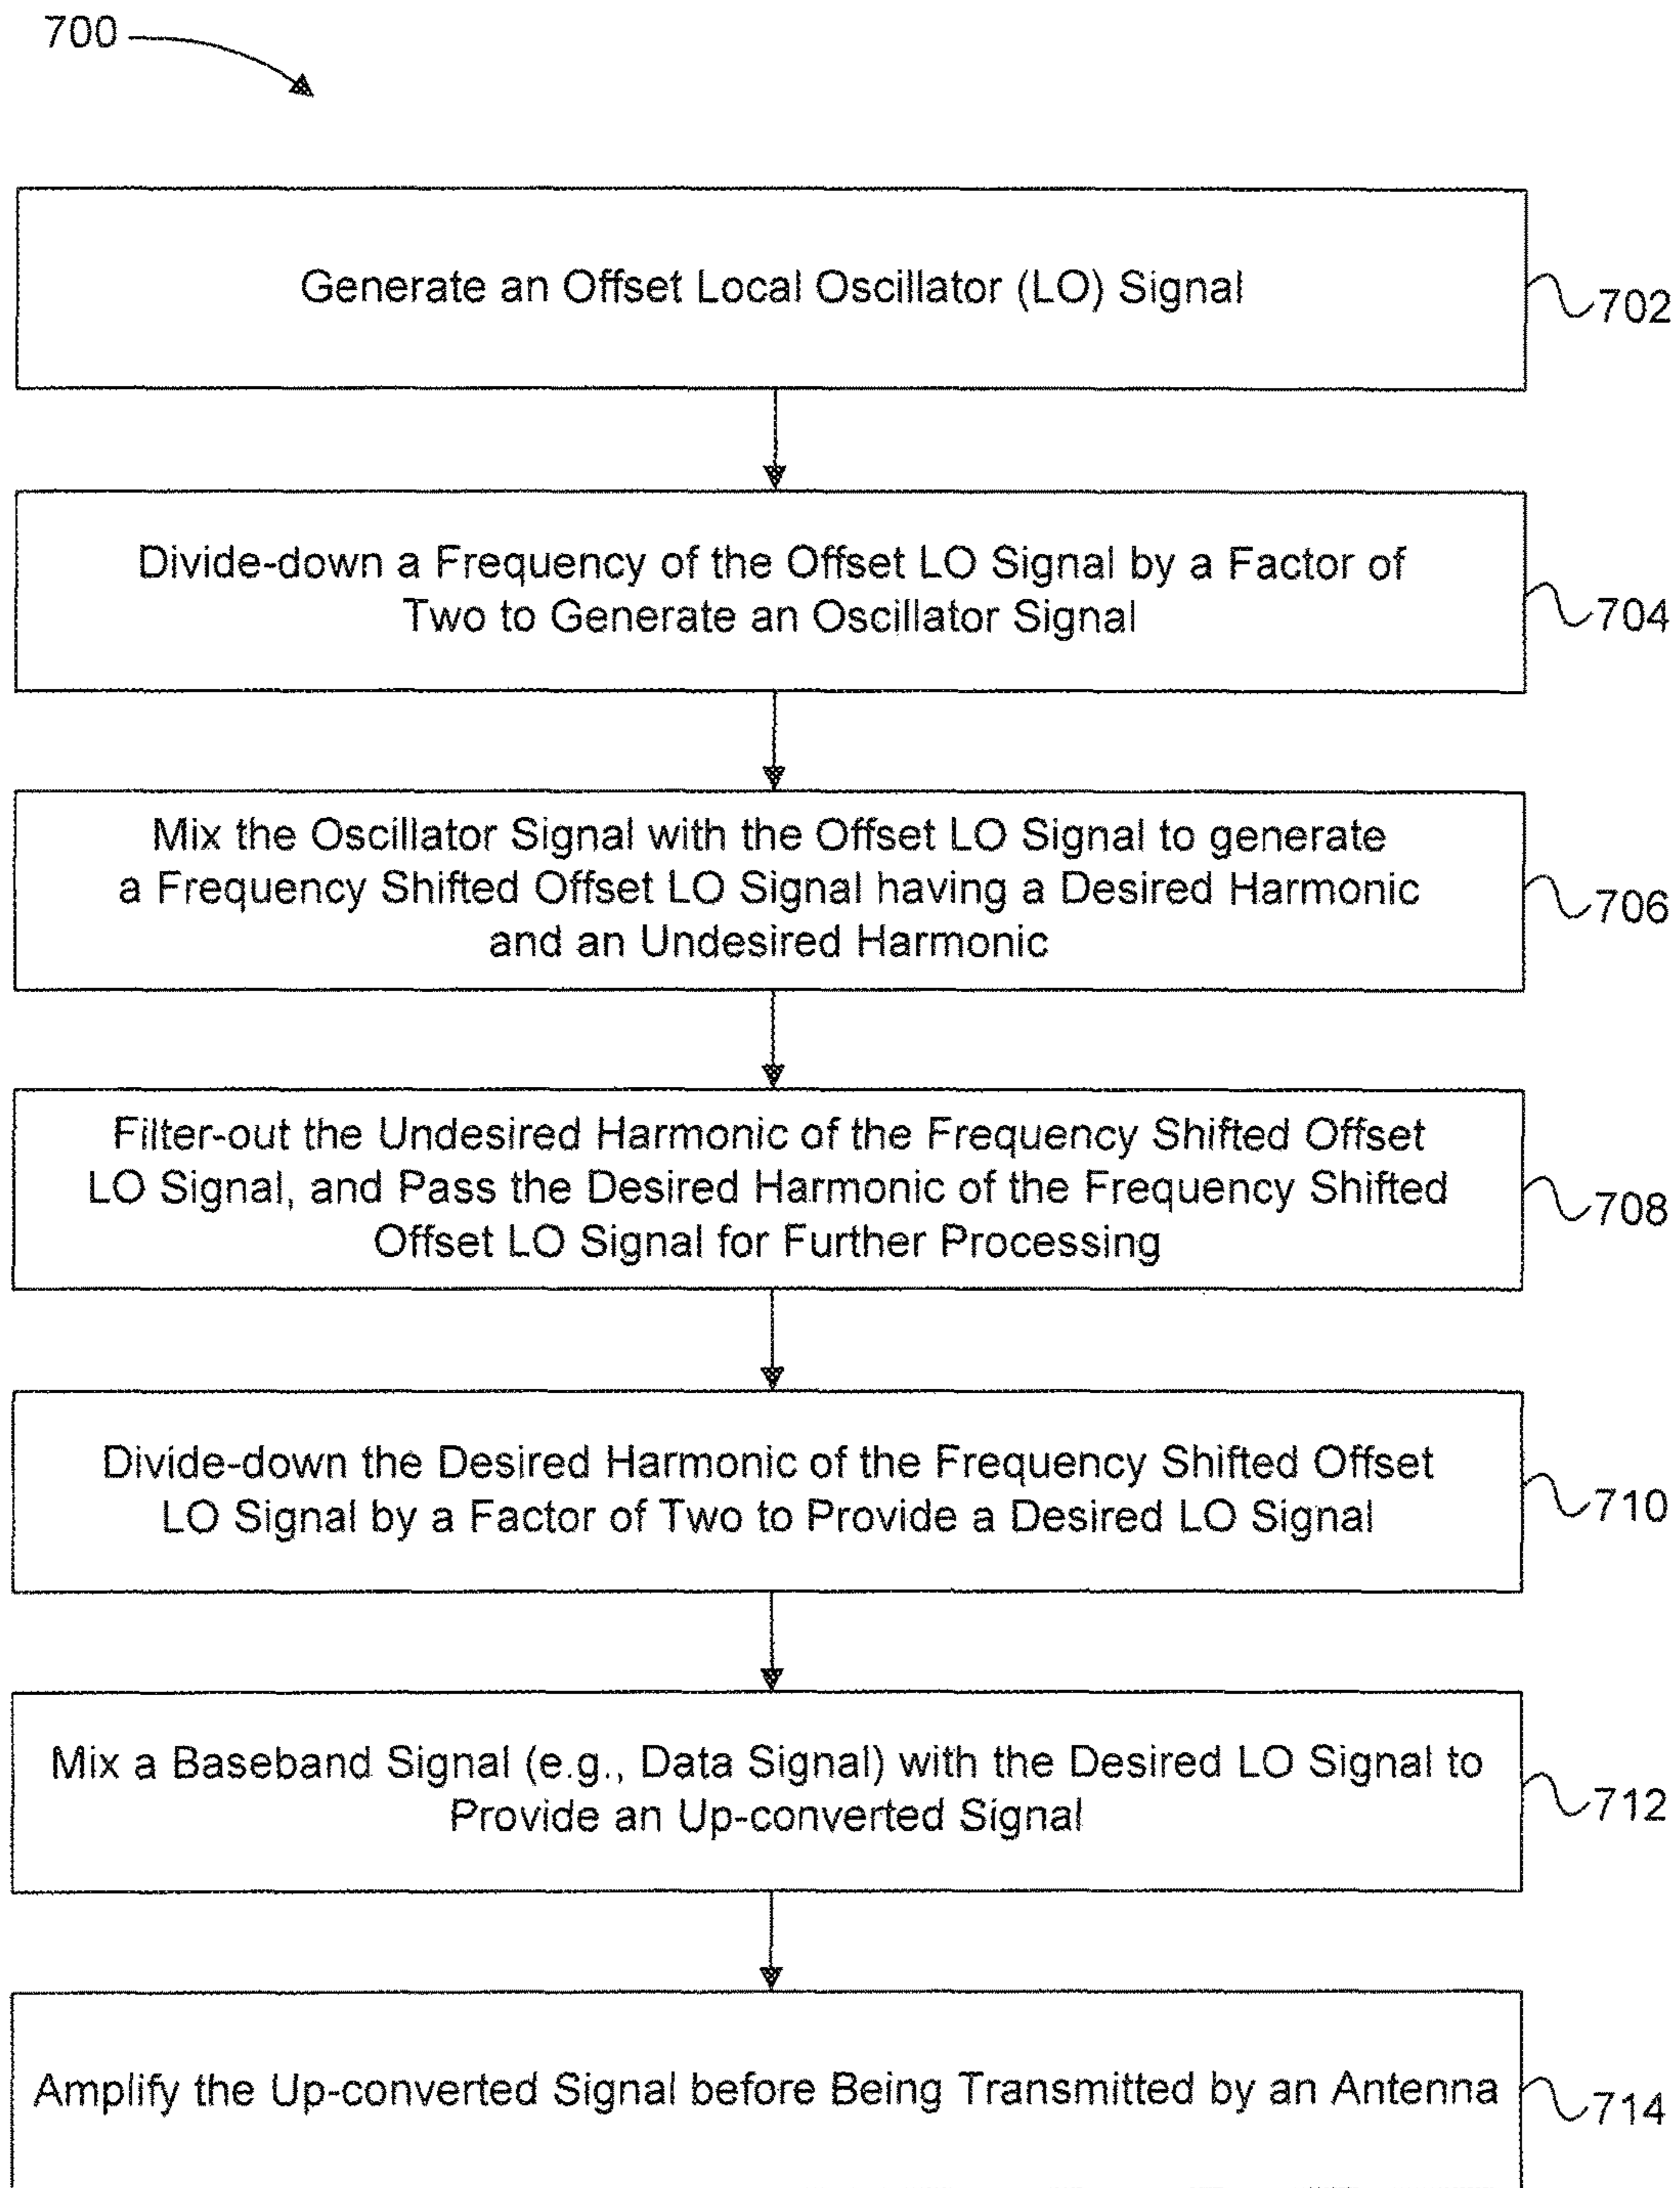 700
Generate an Offset Local Oscillator (LO) Signal
702
Divide-down a Frequency of the Offset LO Signal by a Factor of
Two to Generate an Oscillator Signal
704
Mix the Oscillator Signal with the Offset LO Signal to generate
a Frequency Shifted Offset LO Signal having a Desired Harmonic
and an Undesired Harmonic
706
Filter-out the Undesired Harmonic of the Frequency Shifted Offset
LO Signal, and Pass the Desired Harmonic of the Frequency Shifted
Offset LO Signal for Further Processing
708
Divide-down the Desired Harmonic of the Frequency Shifted Offset
LO Signal by a Factor of Two to Provide a Desired LO Signal
710
Mix a Baseband Signal (e.g., Data Signal) with the Desired LO Signal to
Provide an Up-converted Signal
712
Amplify the Up-converted Signal before Being Transmitted by an Antenna
714